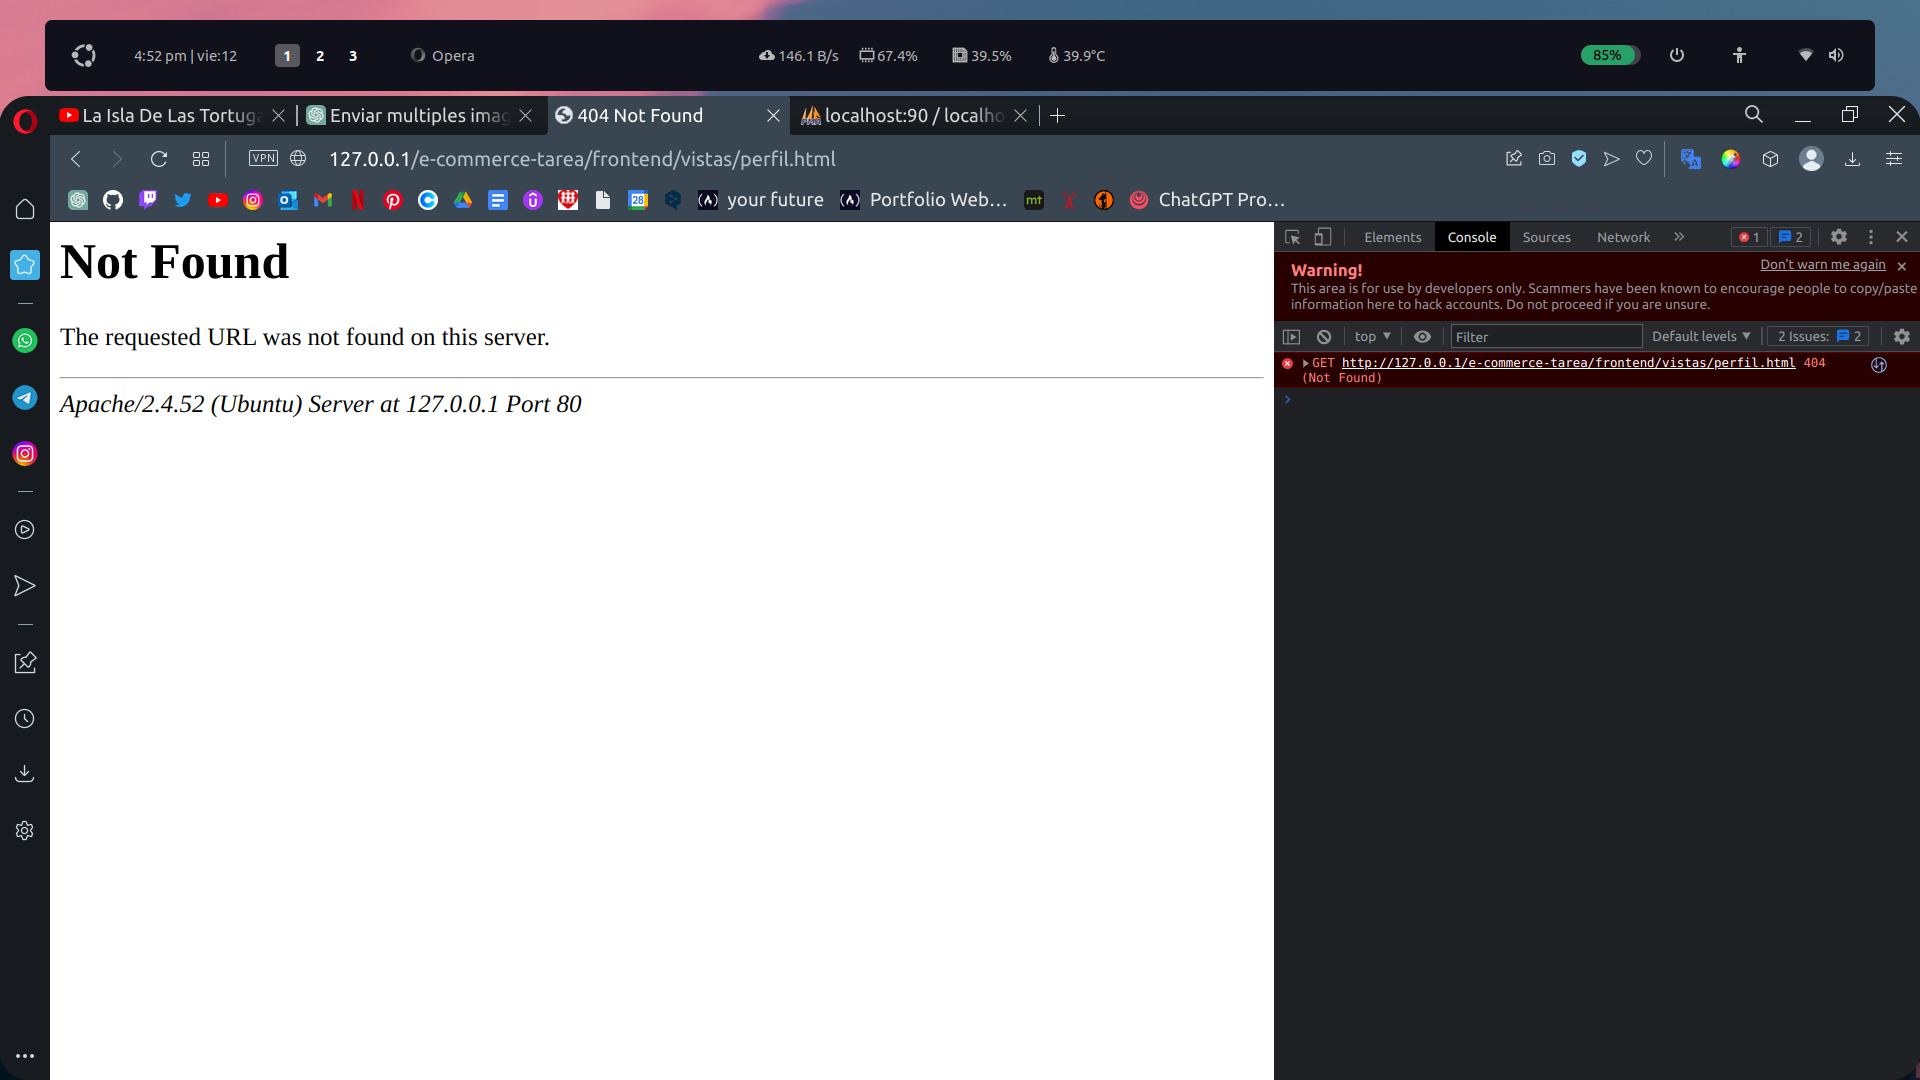 4:52 pm | vie:12 1 2 3 Opera 146.1 B/s 67.4% 39.5% 39.9°C 85%
La Isla De Las Tortuga Enviar multiples imag 404 Not Found localhost:90 / localho
VPN 127.0.0.1/e-commerce-tarea/frontend/vistas/perfil.html
28 your future Portfolio Web... mt ChatGPT Pro...
Not Found
The requested URL was not found on this server.
Apache/2.4.52 (Ubuntu) Server at 127.0.0.1 Port 80
Elements Console Sources Network » 1 2
Warning! Don't warn me again
This area is for use by developers only. Scammers have been known to encourage people to copy/paste
information here to hack accounts. Do not proceed if you are unsure.
top Filter Default levels 2 Issues: 2
GET http://127.0.0.1/e-commerce-tarea/frontend/vistas/perfil.html 404
(Not Found)